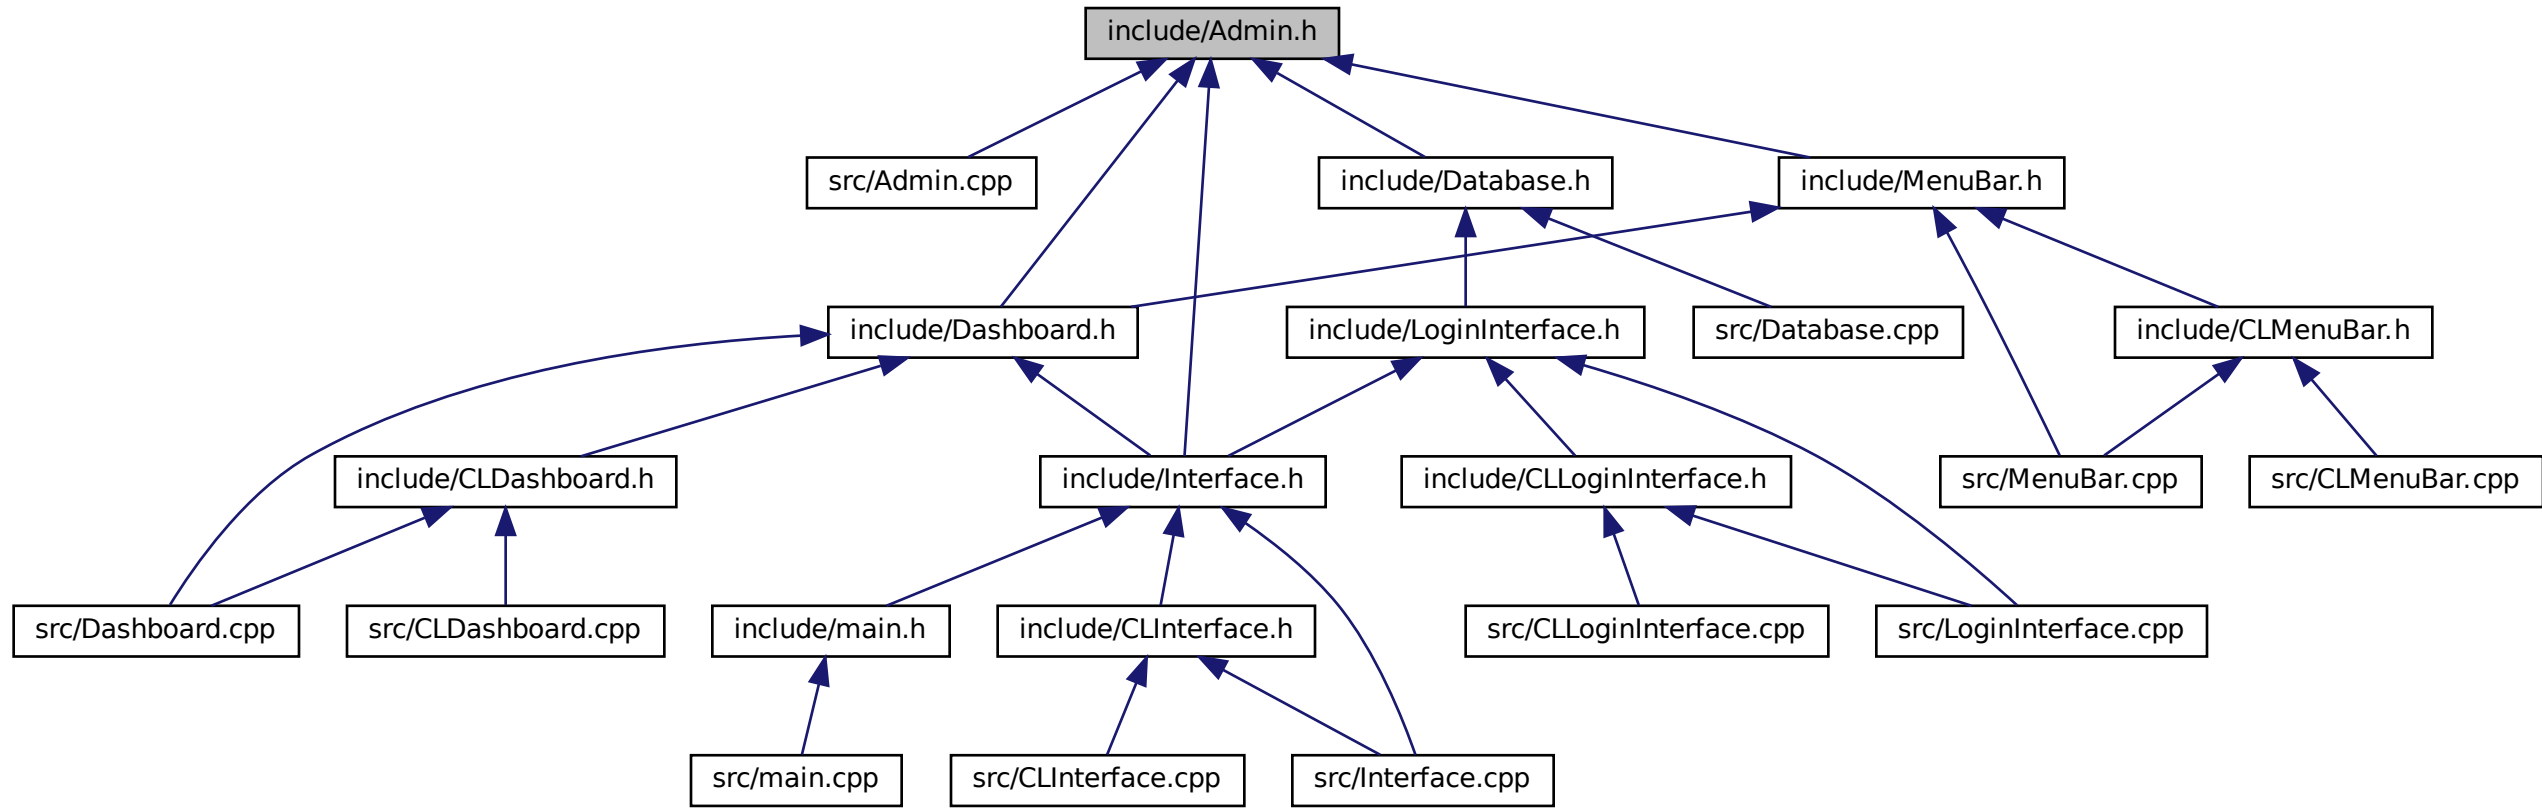 include/Admin.h
src/Admin.cpp
include/Database.h
include/MenuBar.h
include/Dashboard.h
include/LoginInterface.h
src/Database.cpp
include/CLMenuBar.h
include/CLDashboard.h
include/Interface.h
include/CLLoginInterface.h
src/MenuBar.cpp
src/CLMenuBar.cpp
src/Dashboard.cpp
src/CLDashboard.cpp
include/main.h
include/CLInterface.h
src/CLLoginInterface.cpp
src/LoginInterface.cpp
src/main.cpp
src/CLInterface.cpp
src/Interface.cpp